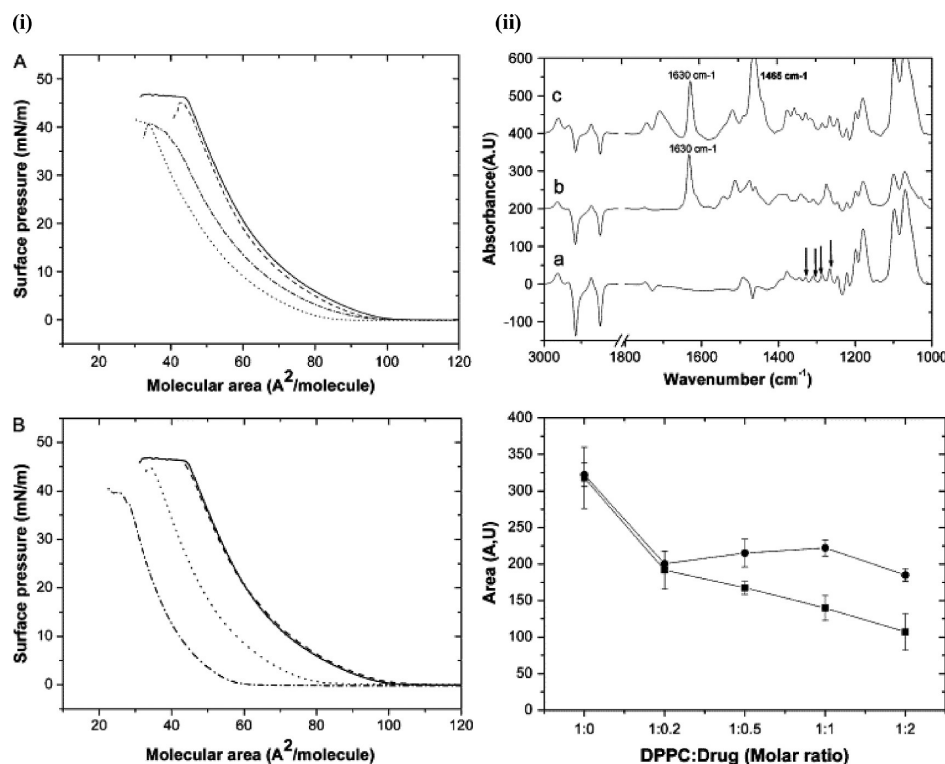 (i)
(ii)
A
Surface pressure (mN/m)
50
40
30
20
10
0
20
40
60
80
100
120
Molecular area (A²/molecule)
B
Surface pressure (mN/m)
50
40
30
20
10
0
20
40
60
80
100
120
Molecular area (A²/molecule)
Absorbance(A.U)
600
500
400
300
200
100
0
-100
c
1630 cm-1
1465 cm-1
b
1630 cm-1
a
3000
1800
1600
1400
1200
1000
Wavenumber (cm⁻¹)
Area (A,U)
400
350
300
250
200
150
100
50
0
1:0
1:0.2
1:0.5
1:1
1:2
DPPC:Drug (Molar ratio)